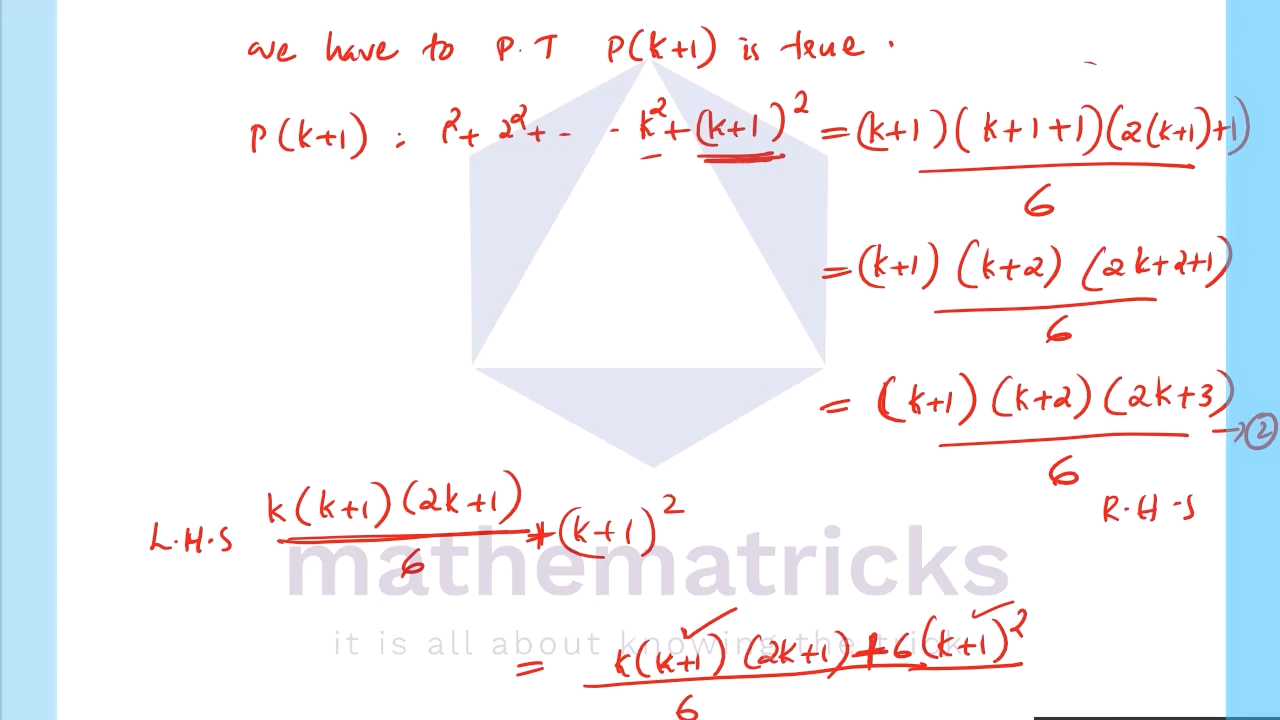 we have to P.T P(k+1) is true.
P(k+1) : 1²+ 2²+ - - k²+(k+1)² = (k+1)(k+1+1)(2(k+1)+1)
6
= (k+1) (k+2) (2k+2+1)
6
= (k+1)(k+2)(2k+3)
→②
6
R.H.S
L.H.S k(k+1)(2k+1) +(k+1)²
6
mathematricks
it is all about knowing the trick
= k(k+1)(2k+1)+6(k+1)²
6